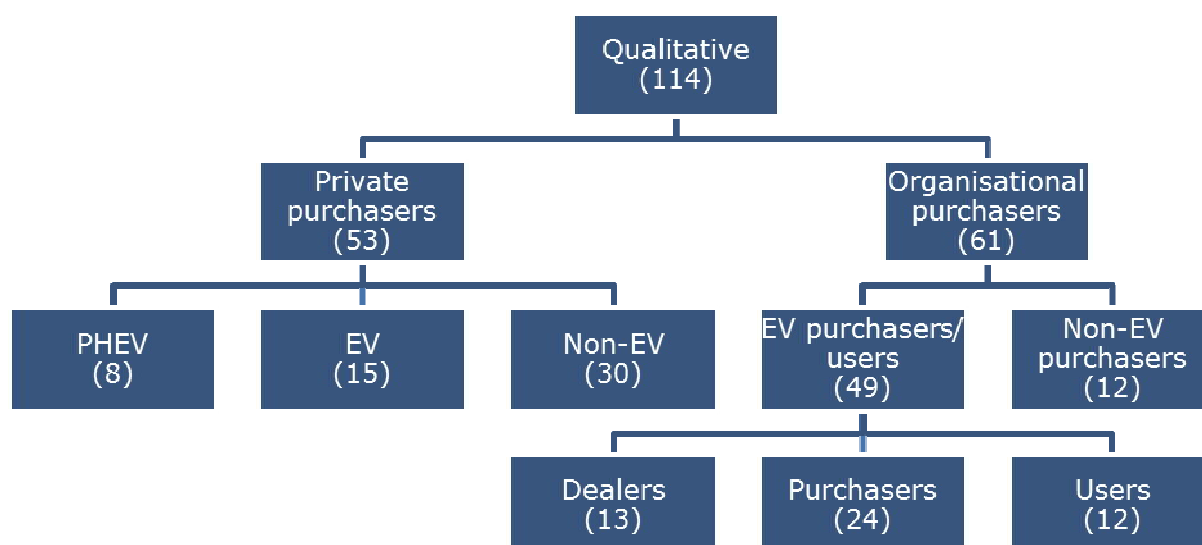 Qualitative
(114)
Private
purchasers
(53)
Organisational
purchasers
(61)
PHEV
(8)
EV
(15)
Non-EV
(30)
EV purchasers/
users
(49)
Non-EV
purchasers
(12)
Dealers
(13)
Purchasers
(24)
Users
(12)